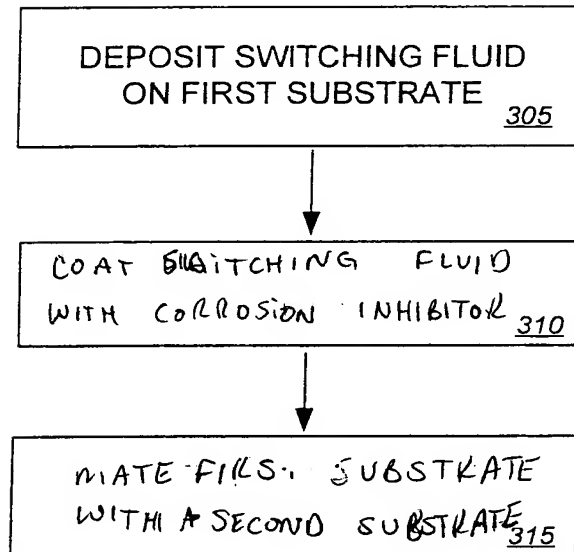 DEPOSIT SWITCHING FLUID
ON FIRST SUBSTRATE
305
COAT SWITCHING FLUID
WITH CORROSION INHIBITOR 310
MATE FIRST SUBSTRATE
WITH A SECOND SUBSTRATE 315